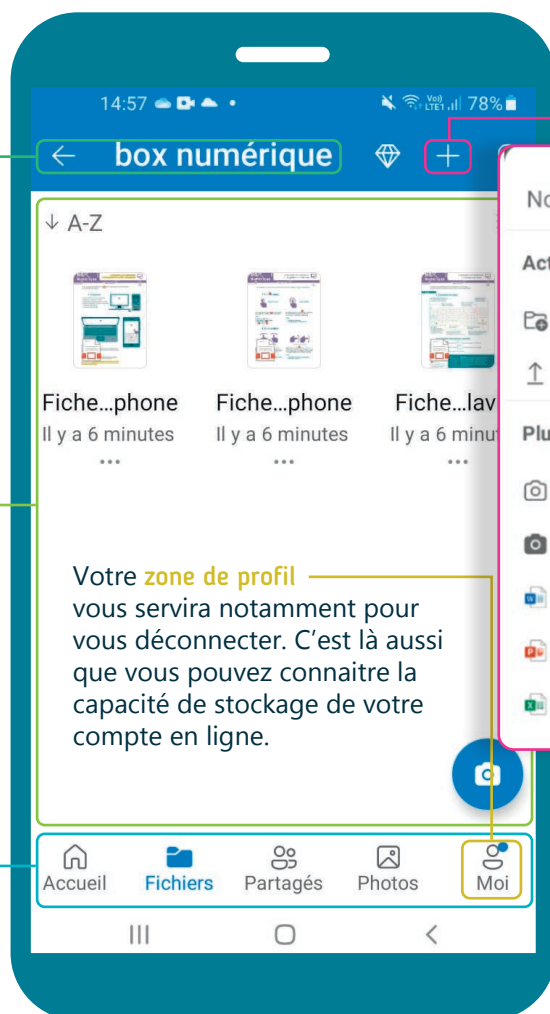 14:57
Vo)) LTE1 78%
box numérique
No
A-Z
Act
Fiche...phone Fiche...phone Fiche...lav
Il y a 6 minutes Il y a 6 minutes Il y a 6 minu
Plu
Votre zone de profil
vous servira notamment pour
vous déconnecter. C'est là aussi
que vous pouvez connaitre la
capacité de stockage de votre
compte en ligne.
Accueil Fichiers Partagés Photos Moi